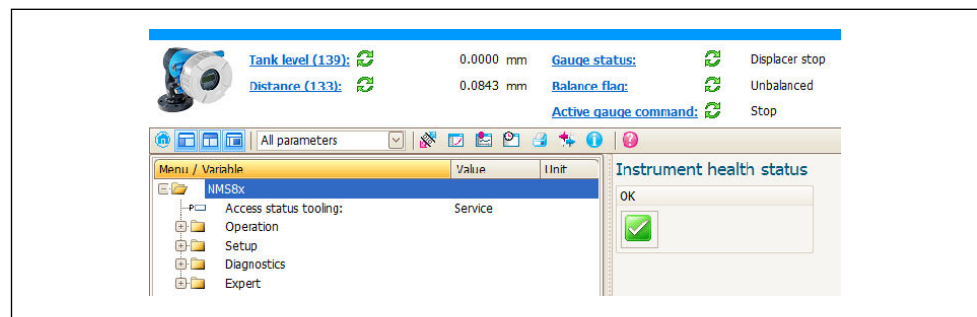 Tank level (139): 0.0000 mm Gauge status: Displacer stop
Distance (133): 0.0843 mm Balance flag: Unbalanced
Active gauge command: Stop
All parameters
Menu / Variable Value Unit Instrument health status
NMS8x OK
Access status tooling: Service
Operation
Setup
Diagnostics
Expert